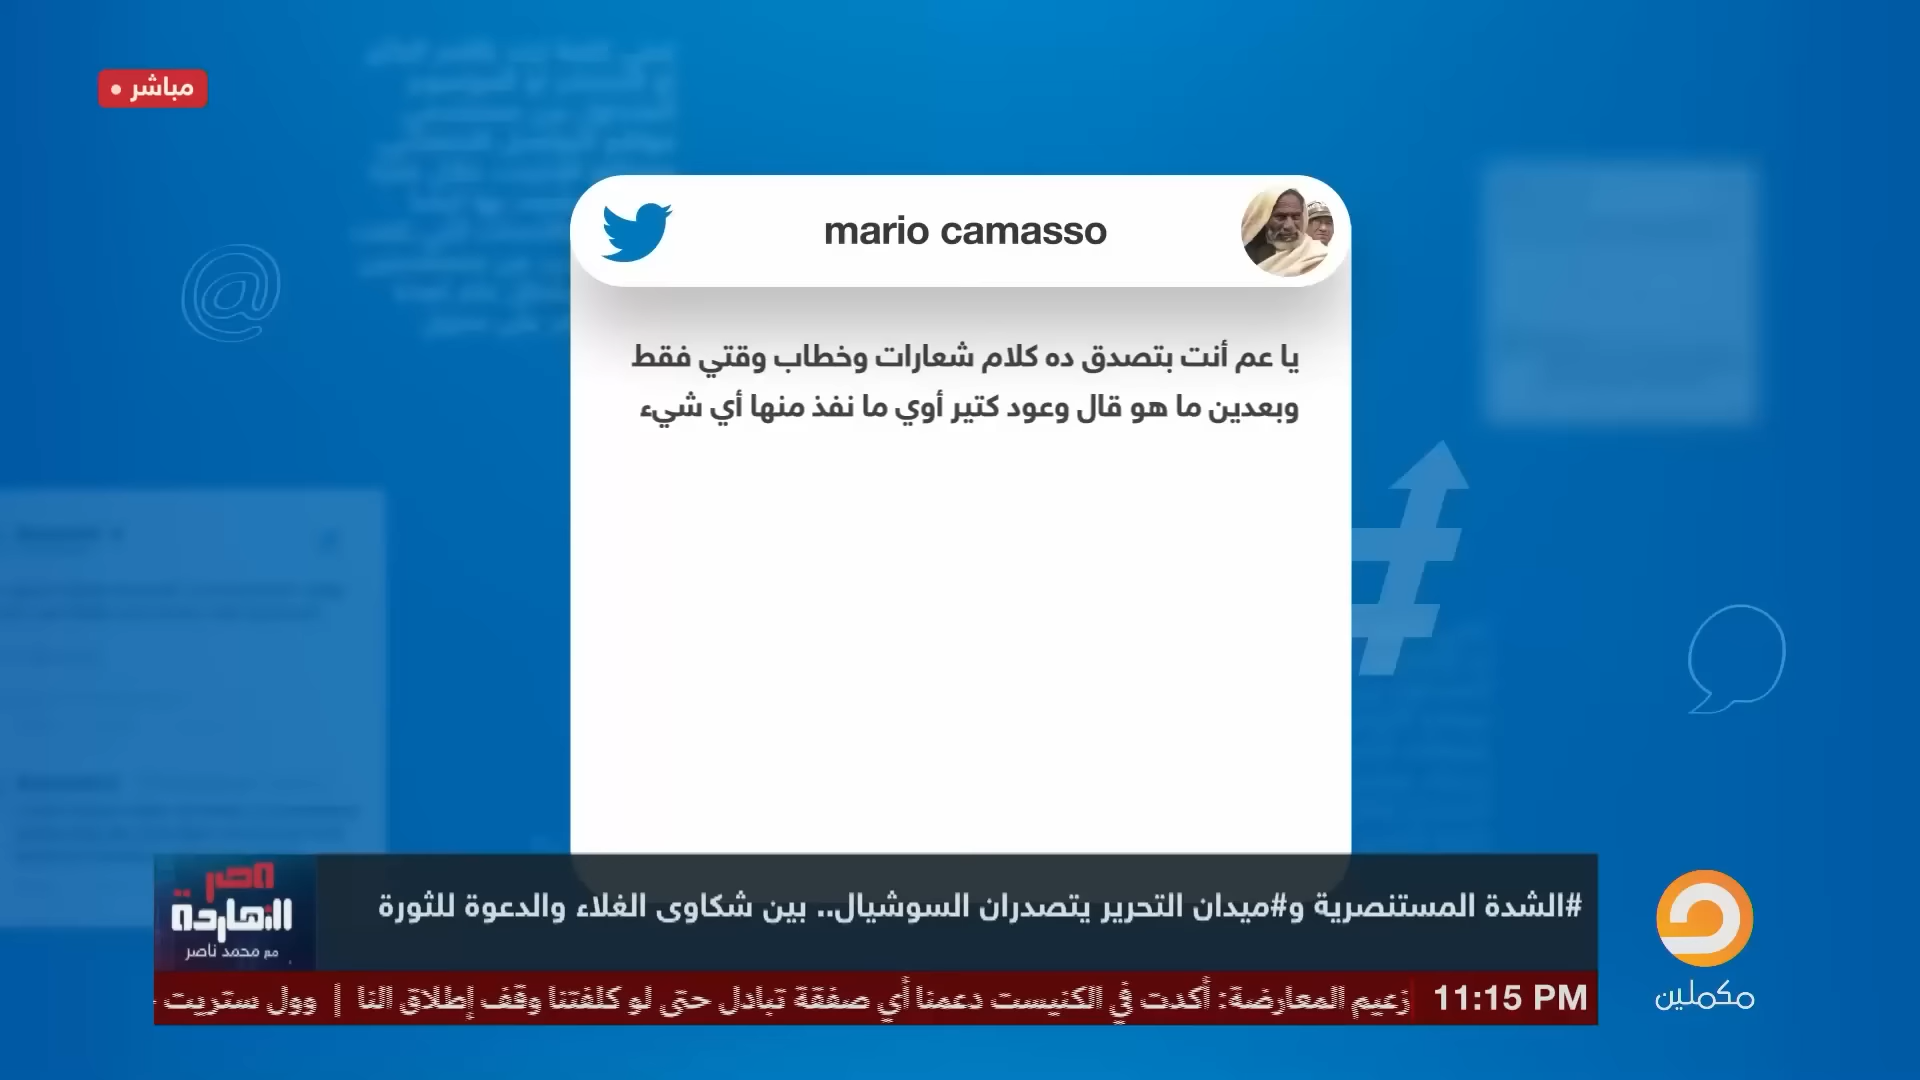 مباشر
mario camasso
يا عم أنت بتصدق ده كلام شعارات وخطاب وقتي فقط
وبعدين ما هو قال وعود كتير أوي ما نفذ منها أي شيء
#الشدة المستنصرية و#ميدان التحرير يتصدران السوشيال.. بين شكاوى الغلاء والدعوة للثورة
مصر
النهاردة
مع محمد ناصر
11:15 PM
زعيم المعارضة: أكدت في الكنيست دعمنا أي صفقة تبادل حتى لو كلفتنا وقف إطلاق النا | وول ستريت
مكملين